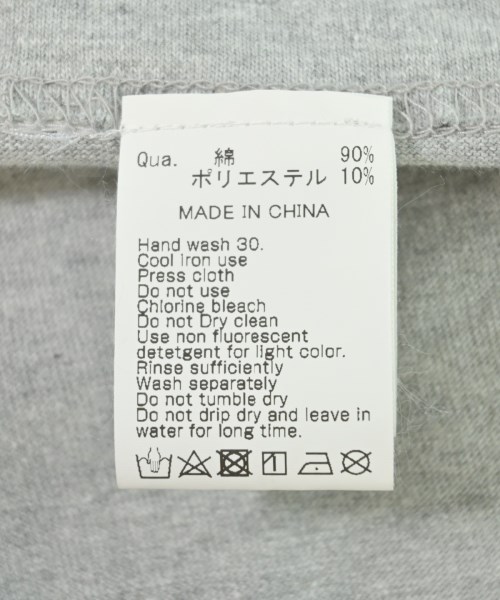 Qua. 綿 90%
ポリエステル 10%
MADE IN CHINA
Hand wash 30.
Cool Iron use
Press cloth
Do not use
Chlorine bleach
Do not Dry clean
Use non fluorescent
detetgent for light color.
Rinse sufficiently
Wash separately
Do not tumble dry
Do not drip dry and leave in
water for long time.